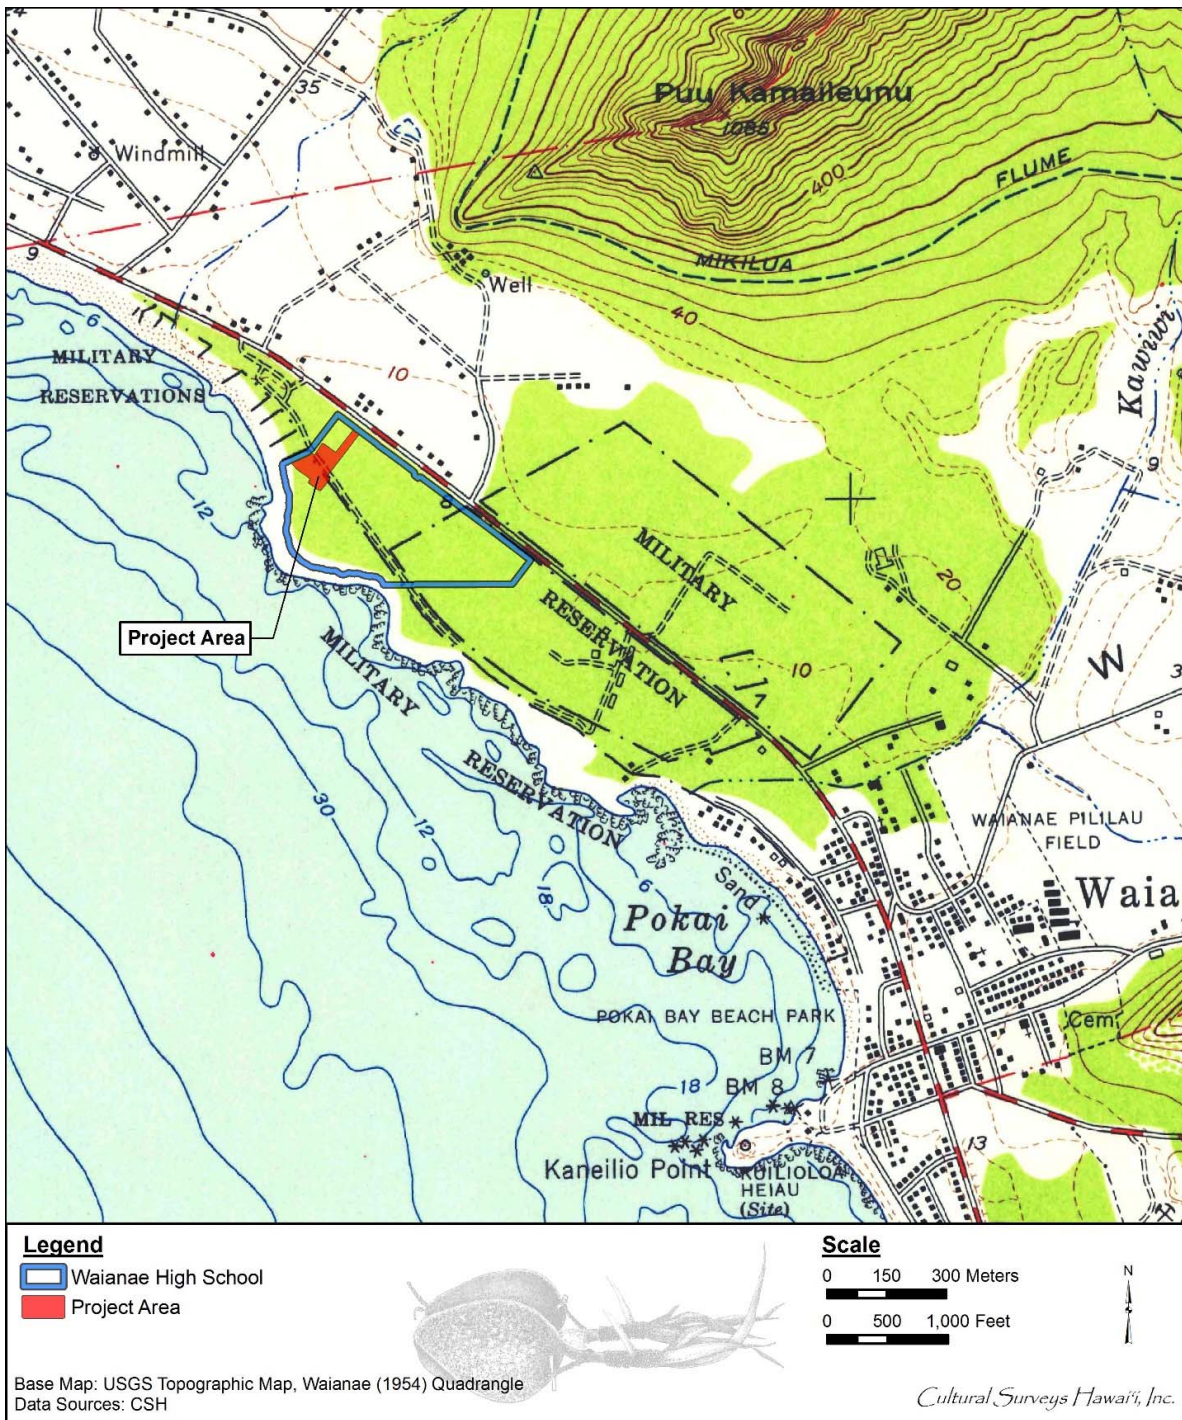 24
600
35
Puu Kamaileunu
1085
Windmill
400
FLUME
MIKILUA
9
Well
40
Kawiwi
6
MILITARY
RESERVATIONS
10
12
9
6
MILITARY
RESERVATION
20
Project Area
MILITARY
RESERVATION
10
7
W
3
30
12
18
6
Sand
WAIANAE PILILAU
FIELD
Waia
Pokai
Bay
POKAI BAY BEACH PARK
Cem
BM 7
18
BM 8
MIL RES
13
Kaneilio Point
KUILIOLOA
HEIAU
(Site)
Legend
Waianae High School
Project Area
Scale
0 150 300 Meters
0 500 1,000 Feet
N
Base Map: USGS Topographic Map, Waianae (1954) Quadrangle
Data Sources: CSH
Cultural Surveys Hawai‘i, Inc.